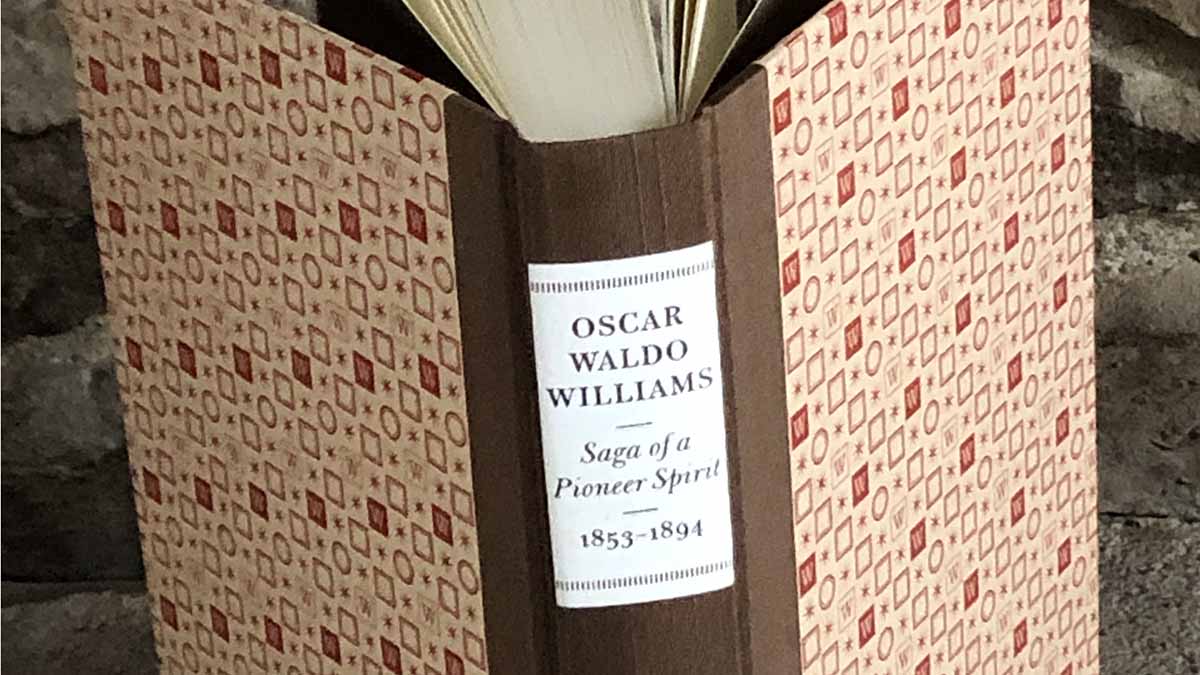 OSCAR
WALDO
WILLIAMS
Saga of a
Pioneer Spirit
1853–1894